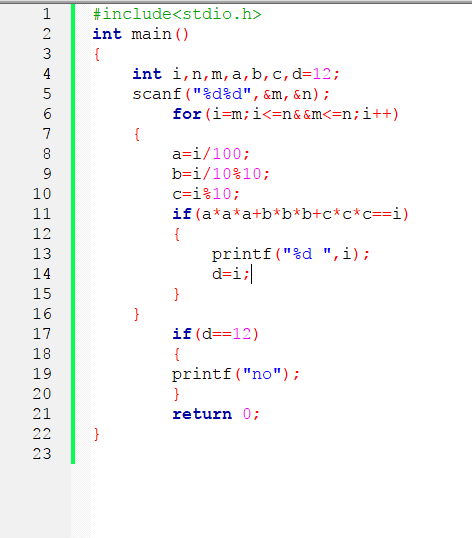 1 #include<stdio.h>
2 int main()
3 {
4 int i,n,m,a,b,c,d=12;
5 scanf("%d%d",&m,&n);
6 for(i=m;i<=n&&m<=n;i++)
7 {
8 a=i/100;
9 b=i/10%10;
10 c=i%10;
11 if(a*a*a+b*b*b+c*c*c==i)
12 {
13 printf("%d ",i);
14 d=i;
15 }
16 }
17 if(d==12)
18 {
19 printf("no");
20 }
21 return 0;
22 }
23